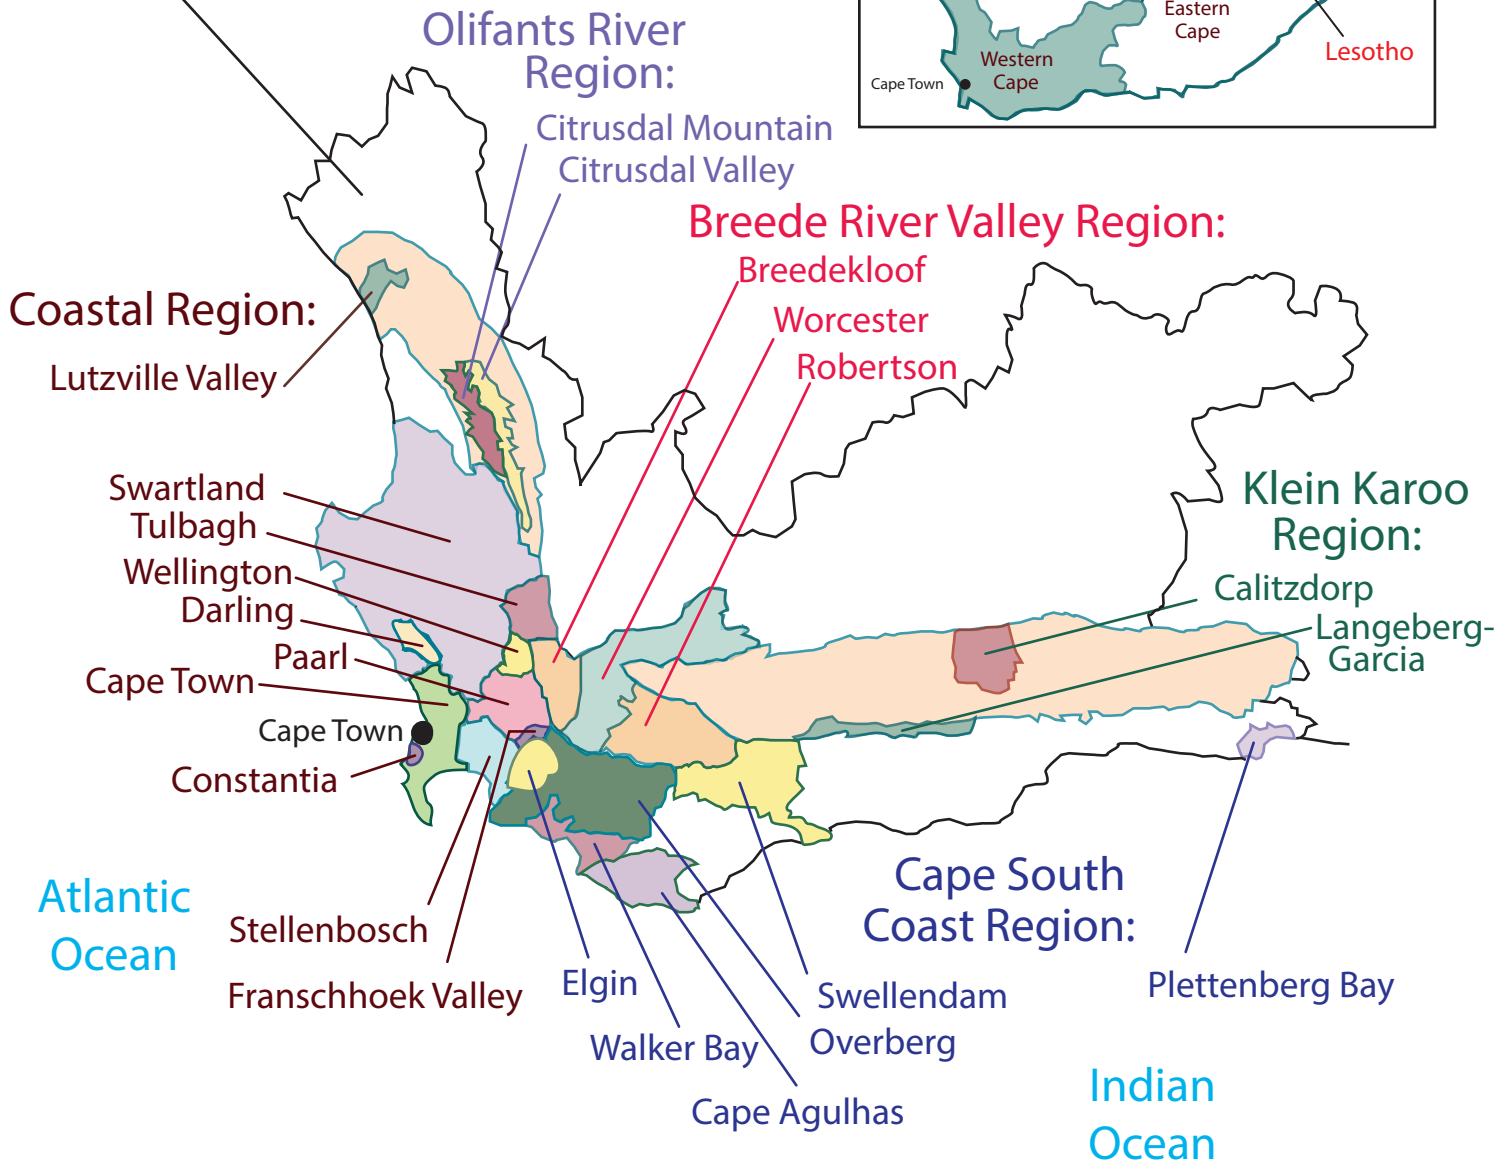 Olifants River
Region:
Citrusdal Mountain
Citrusdal Valley
Eastern
Cape
Lesotho
Western
Cape
Cape Town
Breede River Valley Region:
Breedekloof
Worcester
Robertson
Coastal Region:
Lutzville Valley
Swartland
Tulbagh
Wellington
Darling
Paarl
Cape Town
Cape Town
Constantia
Klein Karoo
Region:
Calitzdorp
Langeberg-
Garcia
Atlantic
Ocean
Stellenbosch
Franschhoek Valley
Elgin
Walker Bay
Cape Agulhas
Overberg
Swellendam
Cape South
Coast Region:
Plettenberg Bay
Indian
Ocean